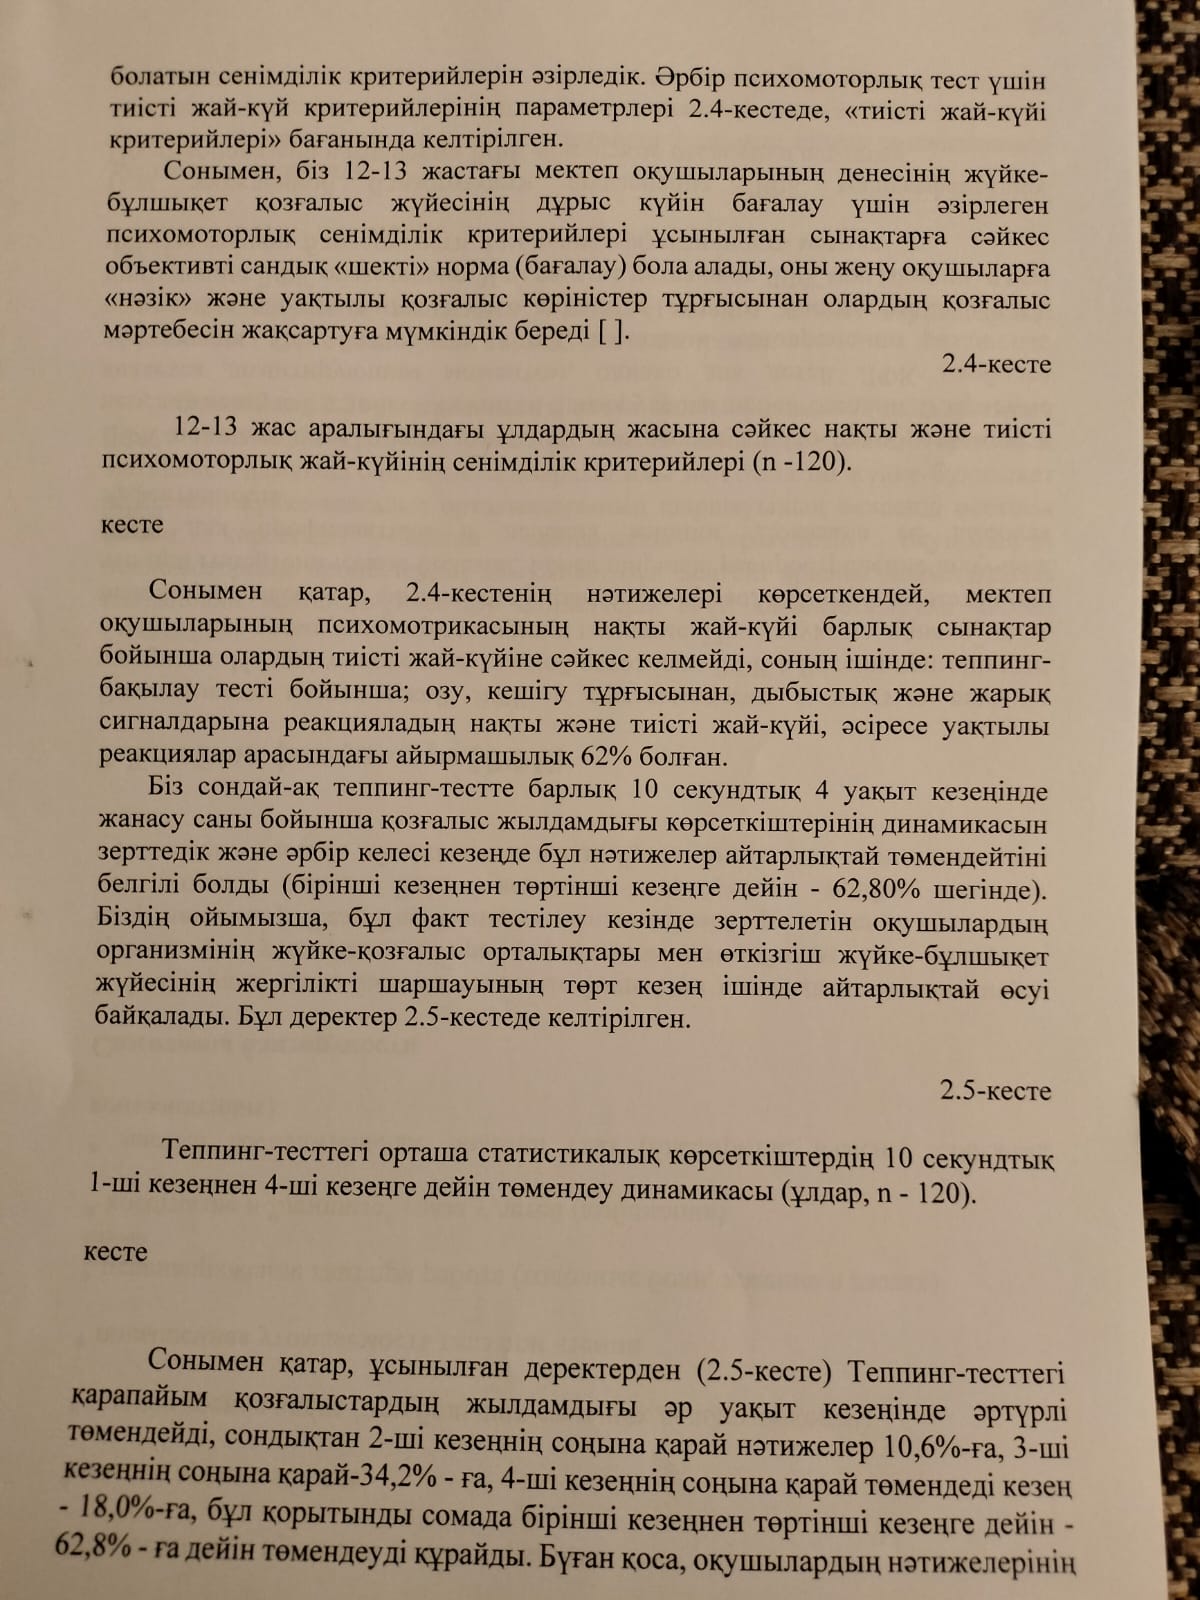 болатын сенімділік критерийлерін әзірледік. Әрбір психомоторлық тест үшін
тиісті жай-күй критерийлерінің параметрлері 2.4-кестеде, «тиісті жай-күйі
критерийлері» бағанында келтірілген.
Сонымен, біз 12-13 жастағы мектеп оқушыларының денесінің жүйке-
бұлшықет қозғалыс жүйесінің дұрыс күйін бағалау үшін әзірлеген
психомоторлық сенімділік критерийлері ұсынылған сынақтарға сәйкес
объективті сандық «шекті» норма (бағалау) бола алады, оны жеңу оқушыларға
«нәзік» және уақтылы қозғалыс көріністер тұрғысынан олардың қозғалыс
мәртебесін жақсартуға мүмкіндік береді [ ].
2.4-кесте
12-13 жас аралығындағы ұлдардың жасына сәйкес нақты және тиісті
психомоторлық жай-күйінің сенімділік критерийлері (n -120).
кесте
Сонымен қатар, 2.4-кестенің нәтижелері көрсеткендей, мектеп
оқушыларының психомотрикасының нақты жай-күйі барлық сынақтар
бойынша олардың тиісті жай-күйіне сәйкес келмейді, соның ішінде: теппинг-
бақылау тесті бойынша; озу, кешігу тұрғысынан, дыбыстық және жарық
сигналдарына реакцияладың нақты және тиісті жай-күйі, әсіресе уақтылы
реакциялар арасындағы айырмашылық 62% болған.
Біз сондай-ақ теппинг-тестте барлық 10 секундтық 4 уақыт кезеңінде
жанасу саны бойынша қозғалыс жылдамдығы көрсеткіштерінің динамикасын
зерттедік және әрбір келесі кезеңде бұл нәтижелер айтарлықтай төмендейтіні
белгілі болды (бірінші кезеңнен төртінші кезеңге дейін - 62,80% шегінде).
Біздің ойымызша, бұл факт тестілеу кезінде зерттелетін оқушылардың
организмінің жүйке-қозғалыс орталықтары мен өткізгіш жүйке-бұлшықет
жүйесінің жергілікті шаршауының төрт кезең ішінде айтарлықтай өсуі
байқалады. Бұл деректер 2.5-кестеде келтірілген.
2.5-кесте
Теппинг-тесттегі орташа статистикалық көрсеткіштердің 10 секундтық
1-ші кезеңнен 4-ші кезеңге дейін төмендеу динамикасы (ұлдар, n - 120).
кесте
Сонымен қатар, ұсынылған деректерден (2.5-кесте) Теппинг-тесттегі
қарапайым қозғалыстардың жылдамдығы әр уақыт кезеңінде әртүрлі
төмендейді, сондықтан 2-ші кезеңнің соңына қарай нәтижелер 10,6%-ға, 3-ші
кезеңнің соңына қарай-34,2% - ға, 4-ші кезеңнің соңына қарай төмендеді кезең
- 18,0%-ға, бұл қорытынды сомада бірінші кезеңнен төртінші кезеңге дейін -
62,8% - ға дейін төмендеуді құрайды. Бұған қоса, оқушылардың нәтижелерінің